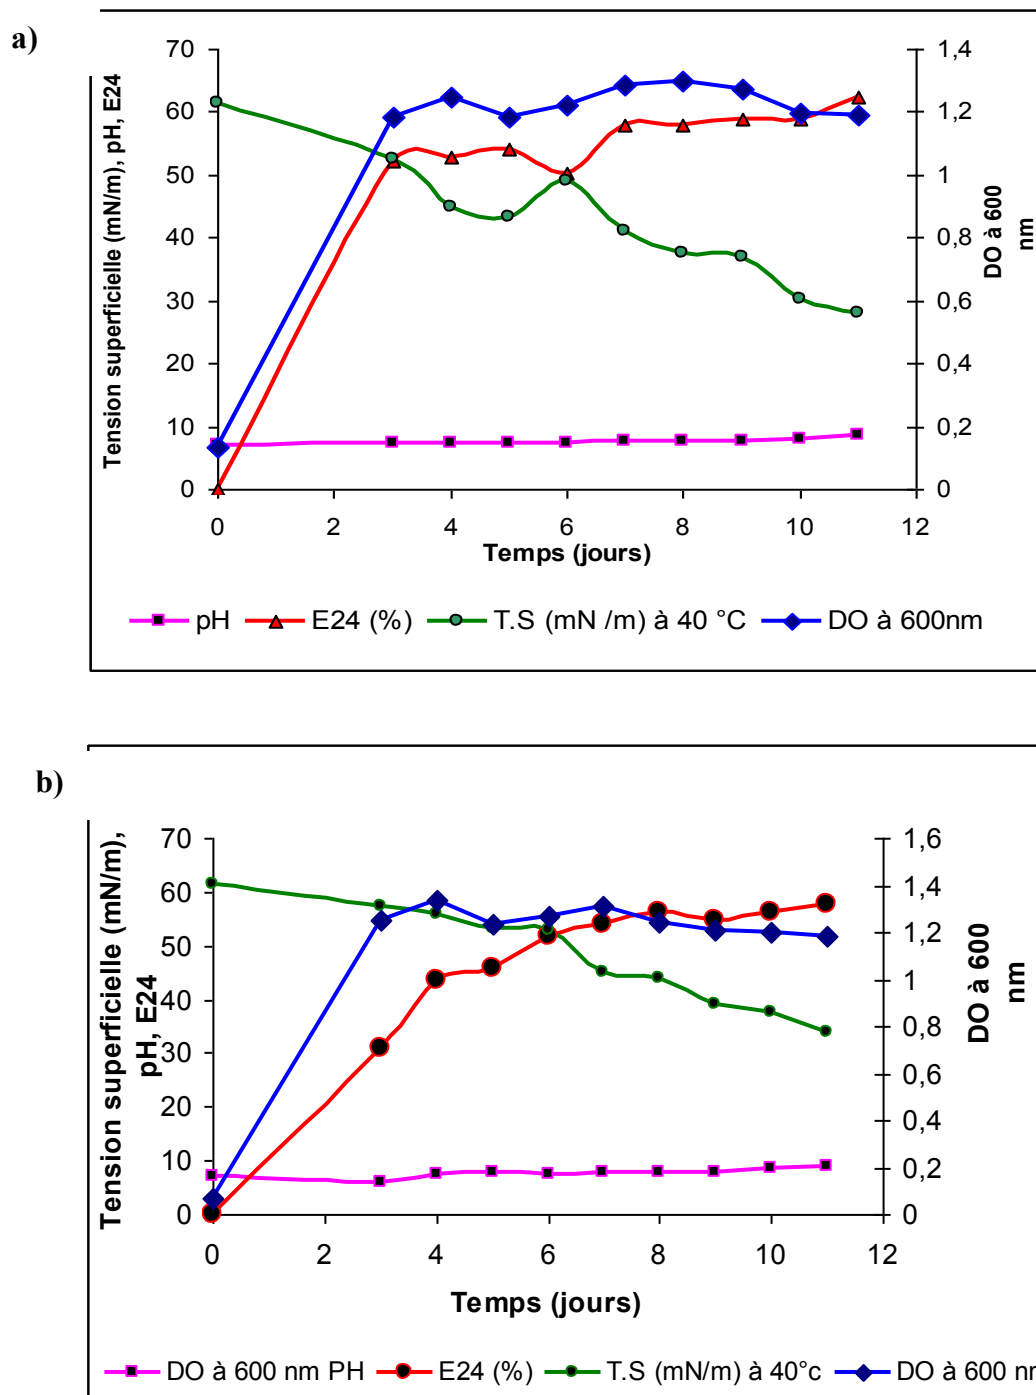 a)
Tension superficielle (mN/m), pH, E24
70
60
50
40
30
20
10
0
1,4
1,2
1
0,8
0,6
0,4
0,2
0
DO à 600
nm
0 2 4 6 8 10 12
Temps (jours)
pH E24 (%) T.S (mN /m) à 40 °C DO à 600nm
b)
Tension superficielle (mN/m),
pH, E24
70
60
50
40
30
20
10
0
1,6
1,4
1,2
1
0,8
0,6
0,4
0,2
0
DO à 600
nm
0 2 4 6 8 10 12
Temps (jours)
DO à 600 nm PH E24 (%) T.S (mN/m) à 40°c DO à 600 n